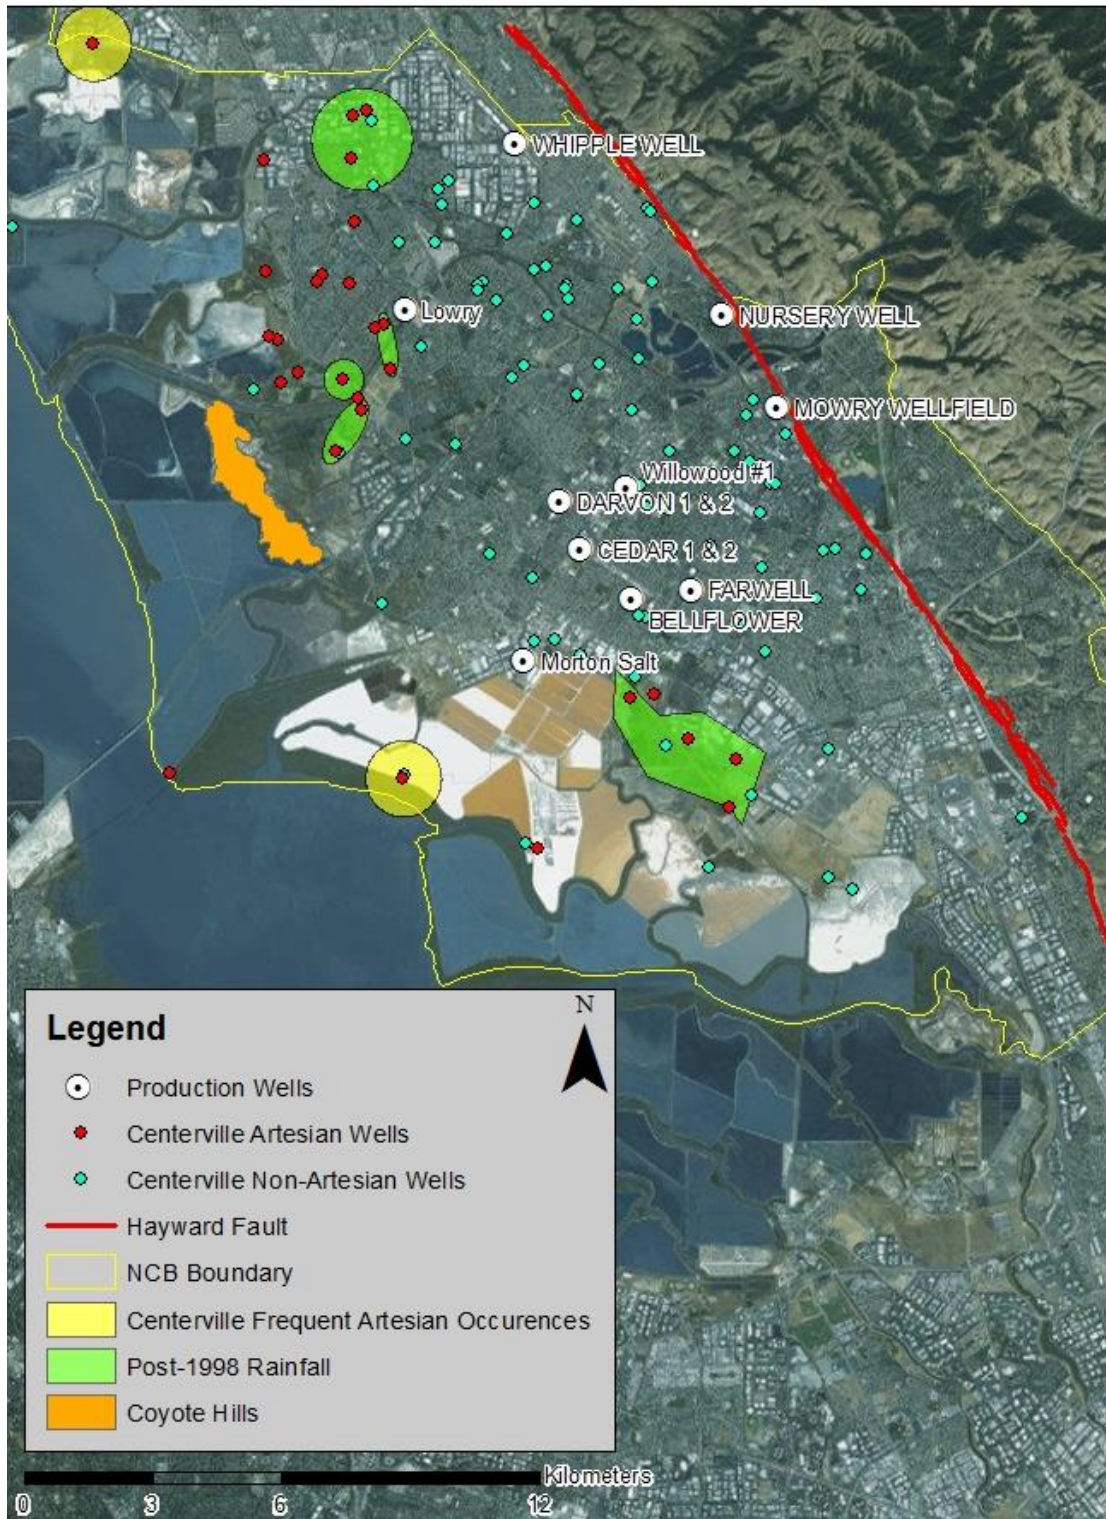 WHIPPLE WELL
Lowry
NURSERY WELL
MOWRY WELLFIELD
Willowood #1
DARVON 1 & 2
CEDAR 1 & 2
FARWELL
BELLFLOWER
Morton Salt
Legend
N
Production Wells
Centerville Artesian Wells
Centerville Non-Artesian Wells
Hayward Fault
NCB Boundary
Centerville Frequent Artesian Occurences
Post-1998 Rainfall
Coyote Hills
Kilometers
0 3 6 12